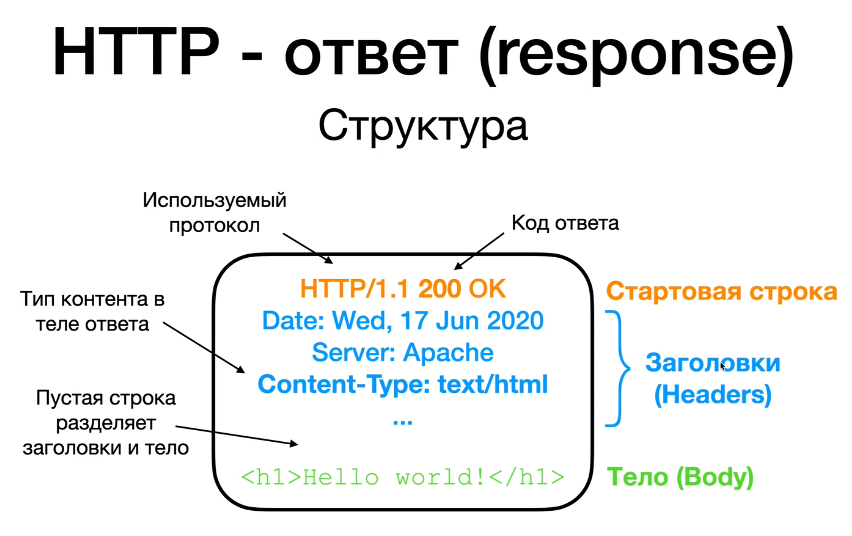 HTTP - ответ (response)
Структура
Используемый
протокол
Код ответа
HTTP/1.1 200 OK
Стартовая строка
Тип контента в
теле ответа
Date: Wed, 17 Jun 2020
Server: Apache
Content-Type: text/html
...
Заголовки
(Headers)
Пустая строка
разделяет
заголовки и тело
<h1>Hello world!</h1>
Тело (Body)